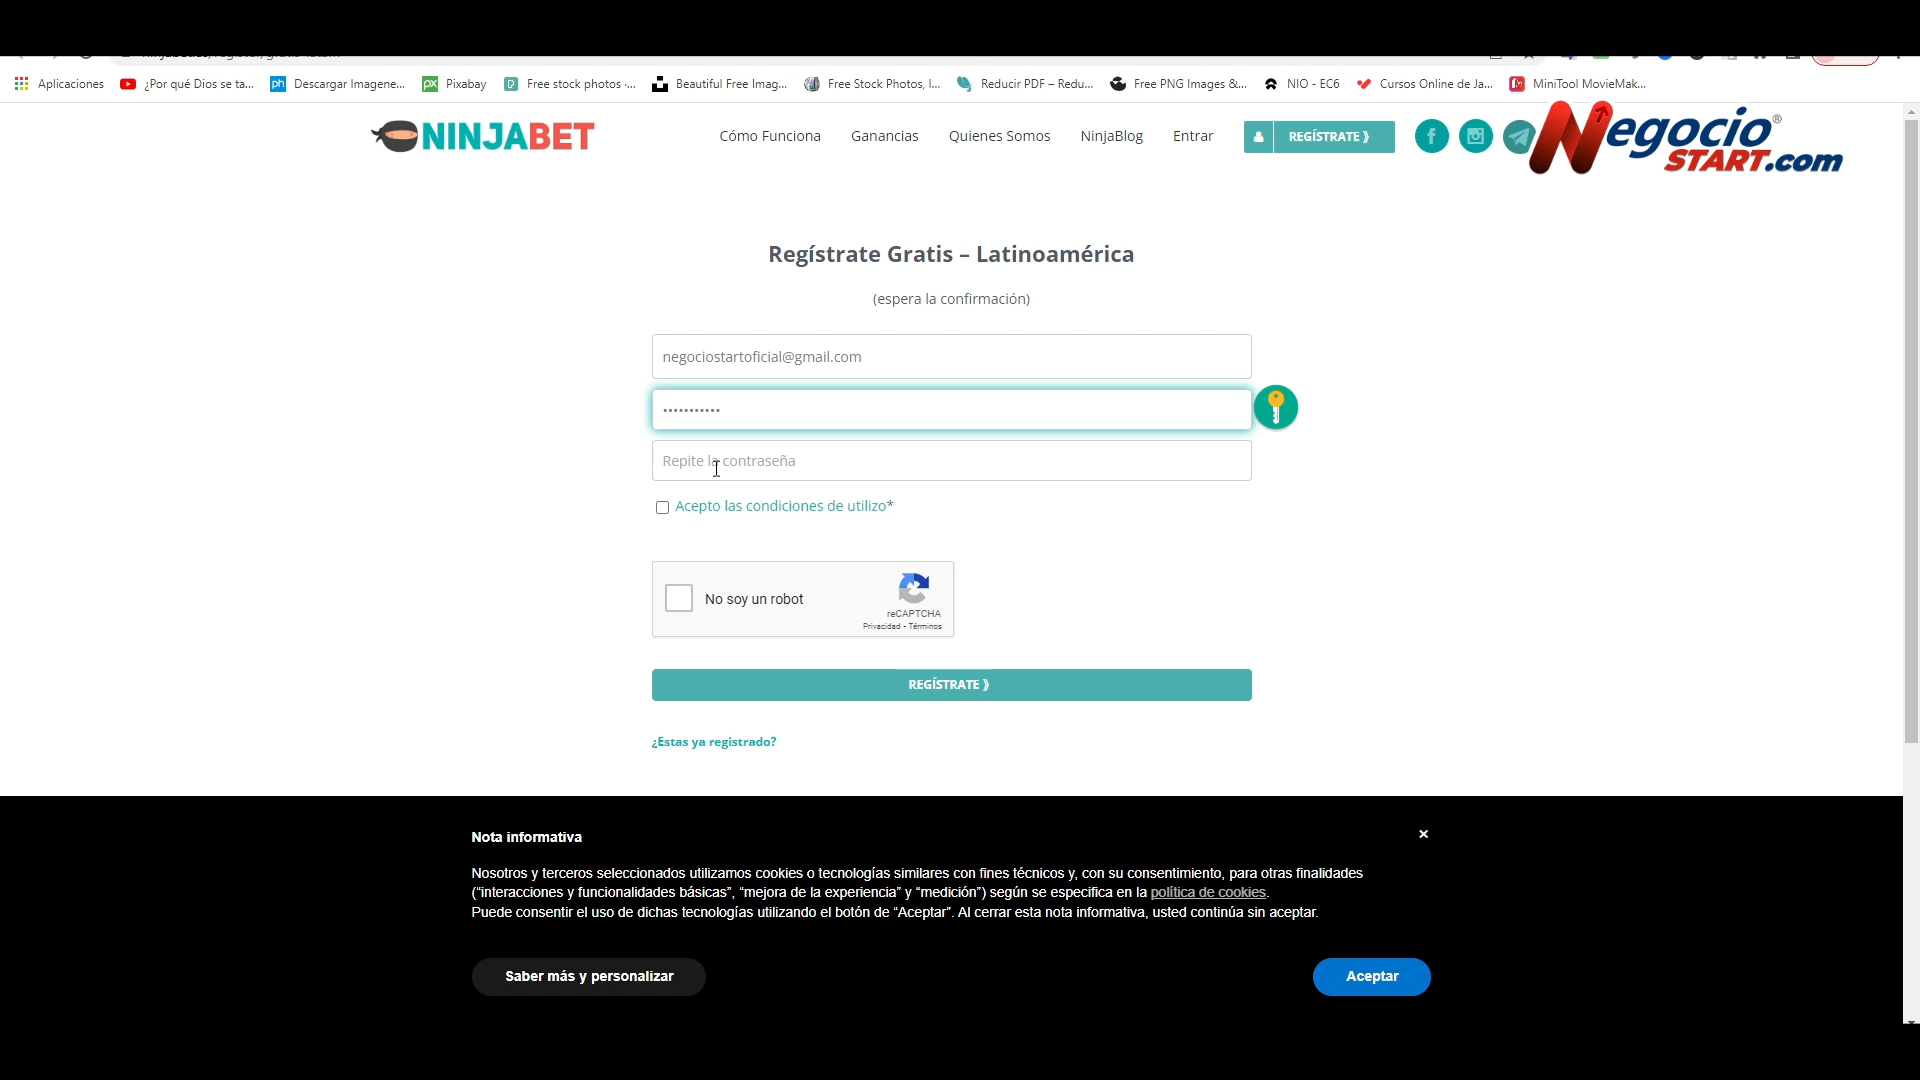 Aplicaciones ¿Por qué Dios se ta... Descargar Imagene... Pixabay Free stock photos ·... Beautiful Free Imag... Free Stock Photos, I... Reducir PDF – Redu... Free PNG Images &... NIO - EC6 Cursos Online de Ja... MiniTool MovieMak...
NINJABET Cómo Funciona Ganancias Quienes Somos NinjaBlog Entrar REGÍSTRATE ⟫
Negocio®
START.com
Regístrate Gratis – Latinoamérica
(espera la confirmación)
negociostartoficial@gmail.com
•••••••••••
Repite la contraseña
Acepto las condiciones de utilizo*
No soy un robot
reCAPTCHA
Privacidad - Términos
REGÍSTRATE ⟫
¿Estas ya registrado?
Nota informativa ×
Nosotros y terceros seleccionados utilizamos cookies o tecnologías similares con fines técnicos y, con su consentimiento, para otras finalidades
(“interacciones y funcionalidades básicas”, “mejora de la experiencia” y “medición”) según se especifica en la política de cookies.
Puede consentir el uso de dichas tecnologías utilizando el botón de “Aceptar”. Al cerrar esta nota informativa, usted continúa sin aceptar.
Saber más y personalizar Aceptar